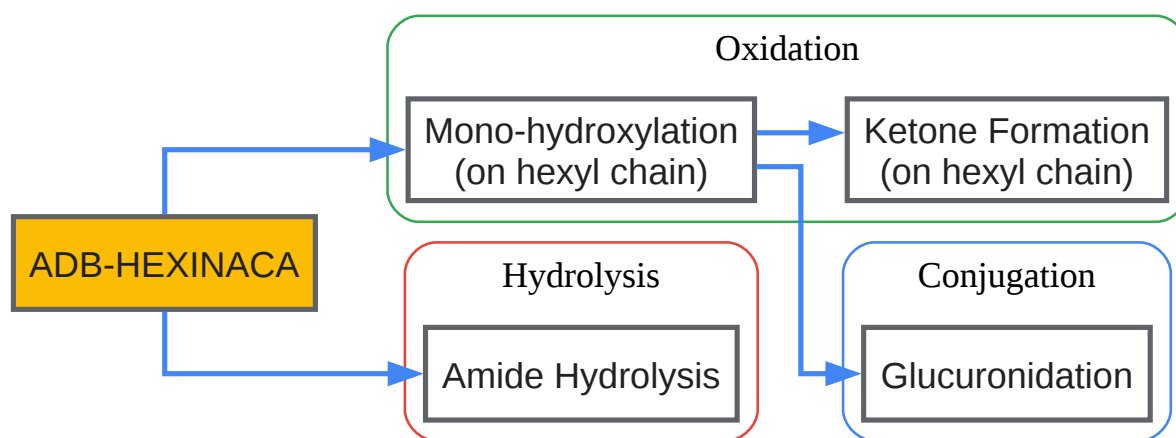 Oxidation
Mono-hydroxylation
(on hexyl chain)
Ketone Formation
(on hexyl chain)
ADB-HEXINACA
Hydrolysis
Amide Hydrolysis
Conjugation
Glucuronidation